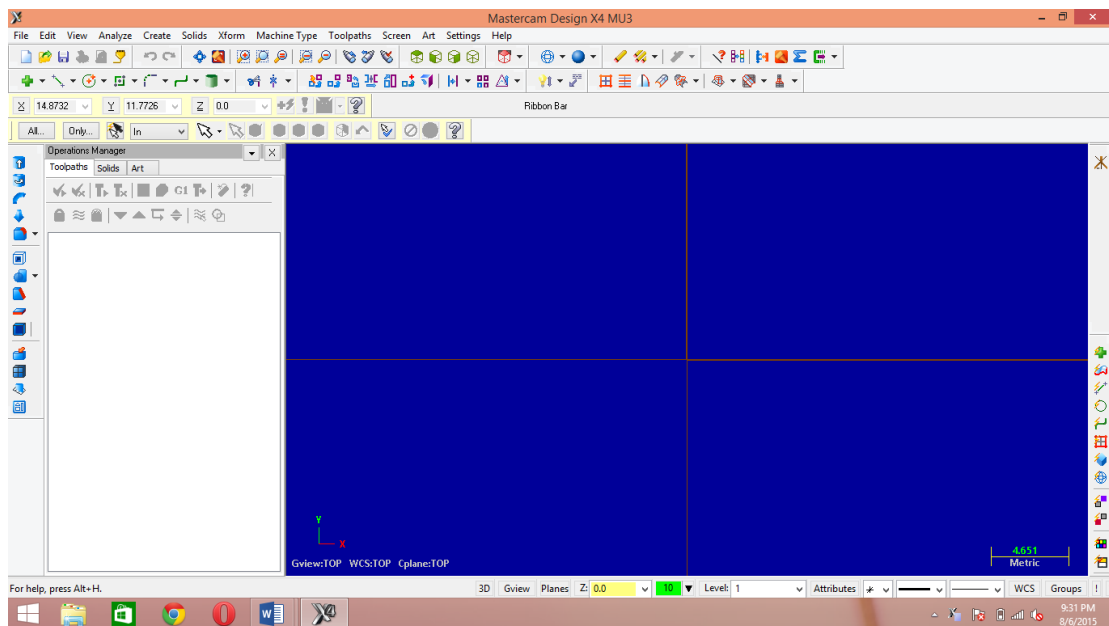 Mastercam Design X4 MU3
File Edit View Analyze Create Solids Xform Machine Type Toolpaths Screen Art Settings Help
X 14.8732 Y 11.7726 Z 0.0 Ribbon Bar
All... Only... In
Operations Manager
Toolpaths Solids Art
G1
Y
X
Gview:TOP WCS:TOP Cplane:TOP
4.651
Metric
For help, press Alt+H.
3D Gview Planes Z: 0.0 10 Level: 1 Attributes WCS Groups !
X4
9:31 PM
8/6/2015